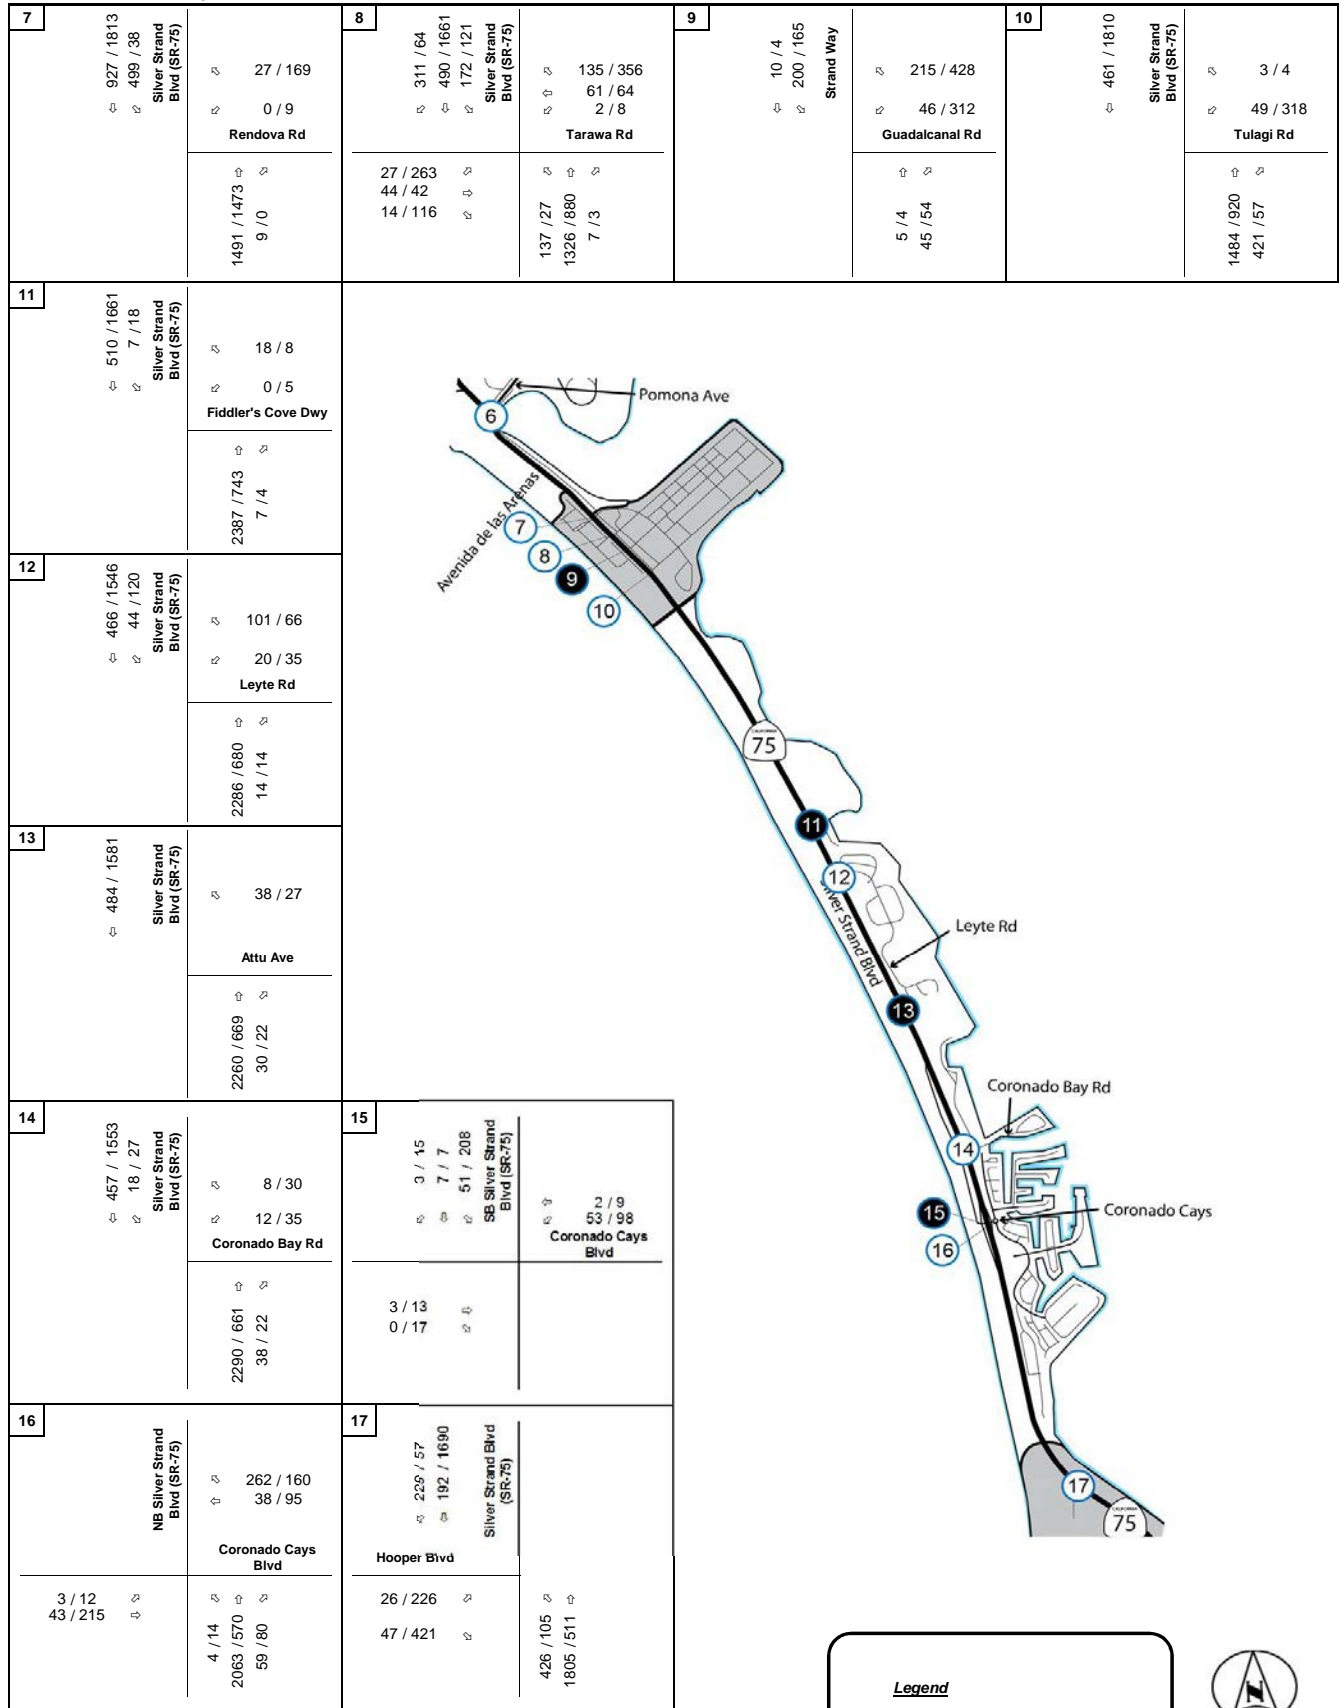 7
927 / 1813
499 / 38
Silver Strand
Blvd (SR-75)
27 / 169
0 / 9
Rendova Rd
1491 / 1473
9 / 0
8
311 / 64
490 / 1661
172 / 121
Silver Strand
Blvd (SR-75)
135 / 356
61 / 64
2 / 8
Tarawa Rd
27 / 263
44 / 42
14 / 116
137 / 27
1326 / 880
7 / 3
9
10 / 4
200 / 165
Strand Way
215 / 428
46 / 312
Guadalcanal Rd
5 / 4
45 / 54
10
461 / 1810
Silver Strand
Blvd (SR-75)
3 / 4
49 / 318
Tulagi Rd
1484 / 920
421 / 57
11
510 / 1661
7 / 18
Silver Strand
Blvd (SR-75)
18 / 8
0 / 5
Fiddler's Cove Dwy
2387 / 743
7 / 4
12
466 / 1546
44 / 120
Silver Strand
Blvd (SR-75)
101 / 66
20 / 35
Leyte Rd
2286 / 680
14 / 14
13
484 / 1581
Silver Strand
Blvd (SR-75)
38 / 27
Attu Ave
2260 / 669
30 / 22
14
457 / 1553
18 / 27
Silver Strand
Blvd (SR-75)
8 / 30
12 / 35
Coronado Bay Rd
2290 / 661
38 / 22
15
3 / 15
7 / 7
51 / 208
SB Silver Strand
Blvd (SR-75)
2 / 9
53 / 98
Coronado Cays
Blvd
3 / 13
0 / 17
16
NB Silver Strand
Blvd (SR-75)
262 / 160
38 / 95
Coronado Cays
Blvd
3 / 12
43 / 215
4 / 14
2063 / 570
59 / 80
17
229 / 57
192 / 1690
Silver Strand Blvd
(SR-75)
Hooper Blvd
26 / 226
47 / 421
426 / 105
1805 / 511
6
Pomona Ave
Avenida de las Arenas
7
8
9
10
CALIFORNIA
75
11
12
Silver Strand Blvd
Leyte Rd
13
Coronado Bay Rd
14
15
Coronado Cays
16
17
CALIFORNIA
75
Legend
N